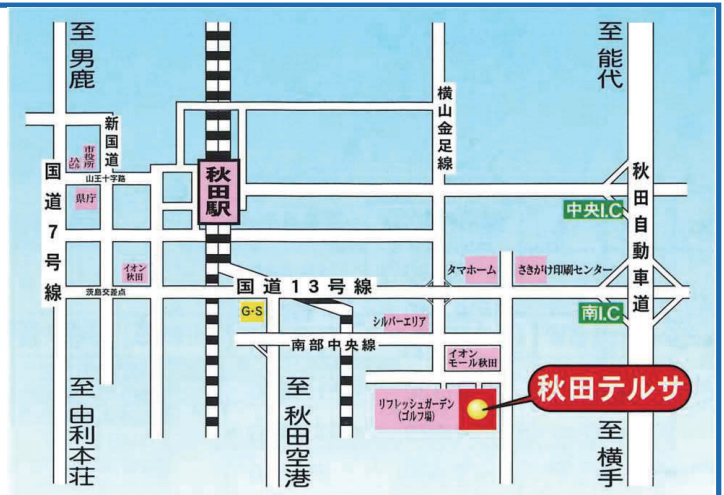 至 男鹿
至 能代
新国道
横山金足線
市役所
JAビル
山王十字路
国道7号線
県庁
秋田駅
秋田自動車道
中央I.C
イオン
秋田
タマホーム
さきがけ印刷センター
国道13号線
茨島交差点
G・S
シルバーエリア
南I.C
南部中央線
イオン
モール秋田
秋田テルサ
リフレッシュガーデン
(ゴルフ場)
至 由利本荘
至 秋田空港
至 横手